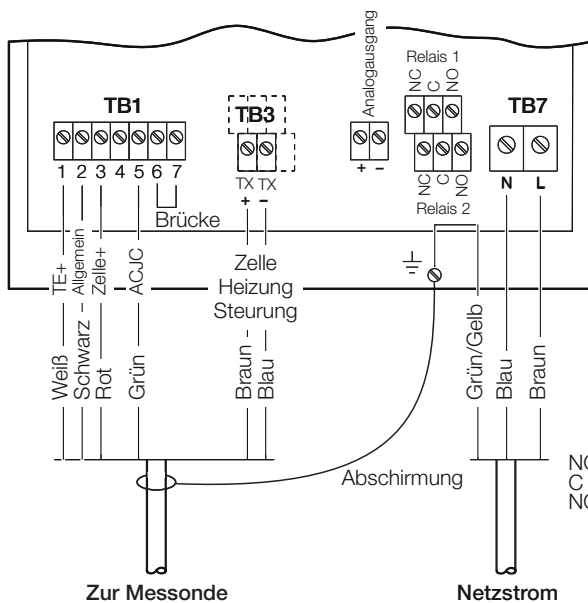 Analogausgang
Relais 1
NC
C
NO
TB1
TB3
TB7
1 2 3 4 5 6 7
Brücke
TX TX
+ −
+ -
NC
C
NO
Relais 2
N L
TE+
Allgemein
Zelle+
ACJC
Zelle
Heizung
Steurung
Weiß
Schwarz –
Rot
Grün
Braun
Blau
Grün/Gelb
Blau
Braun
Abschirmung
C
Zur Messonde
Netzstrom